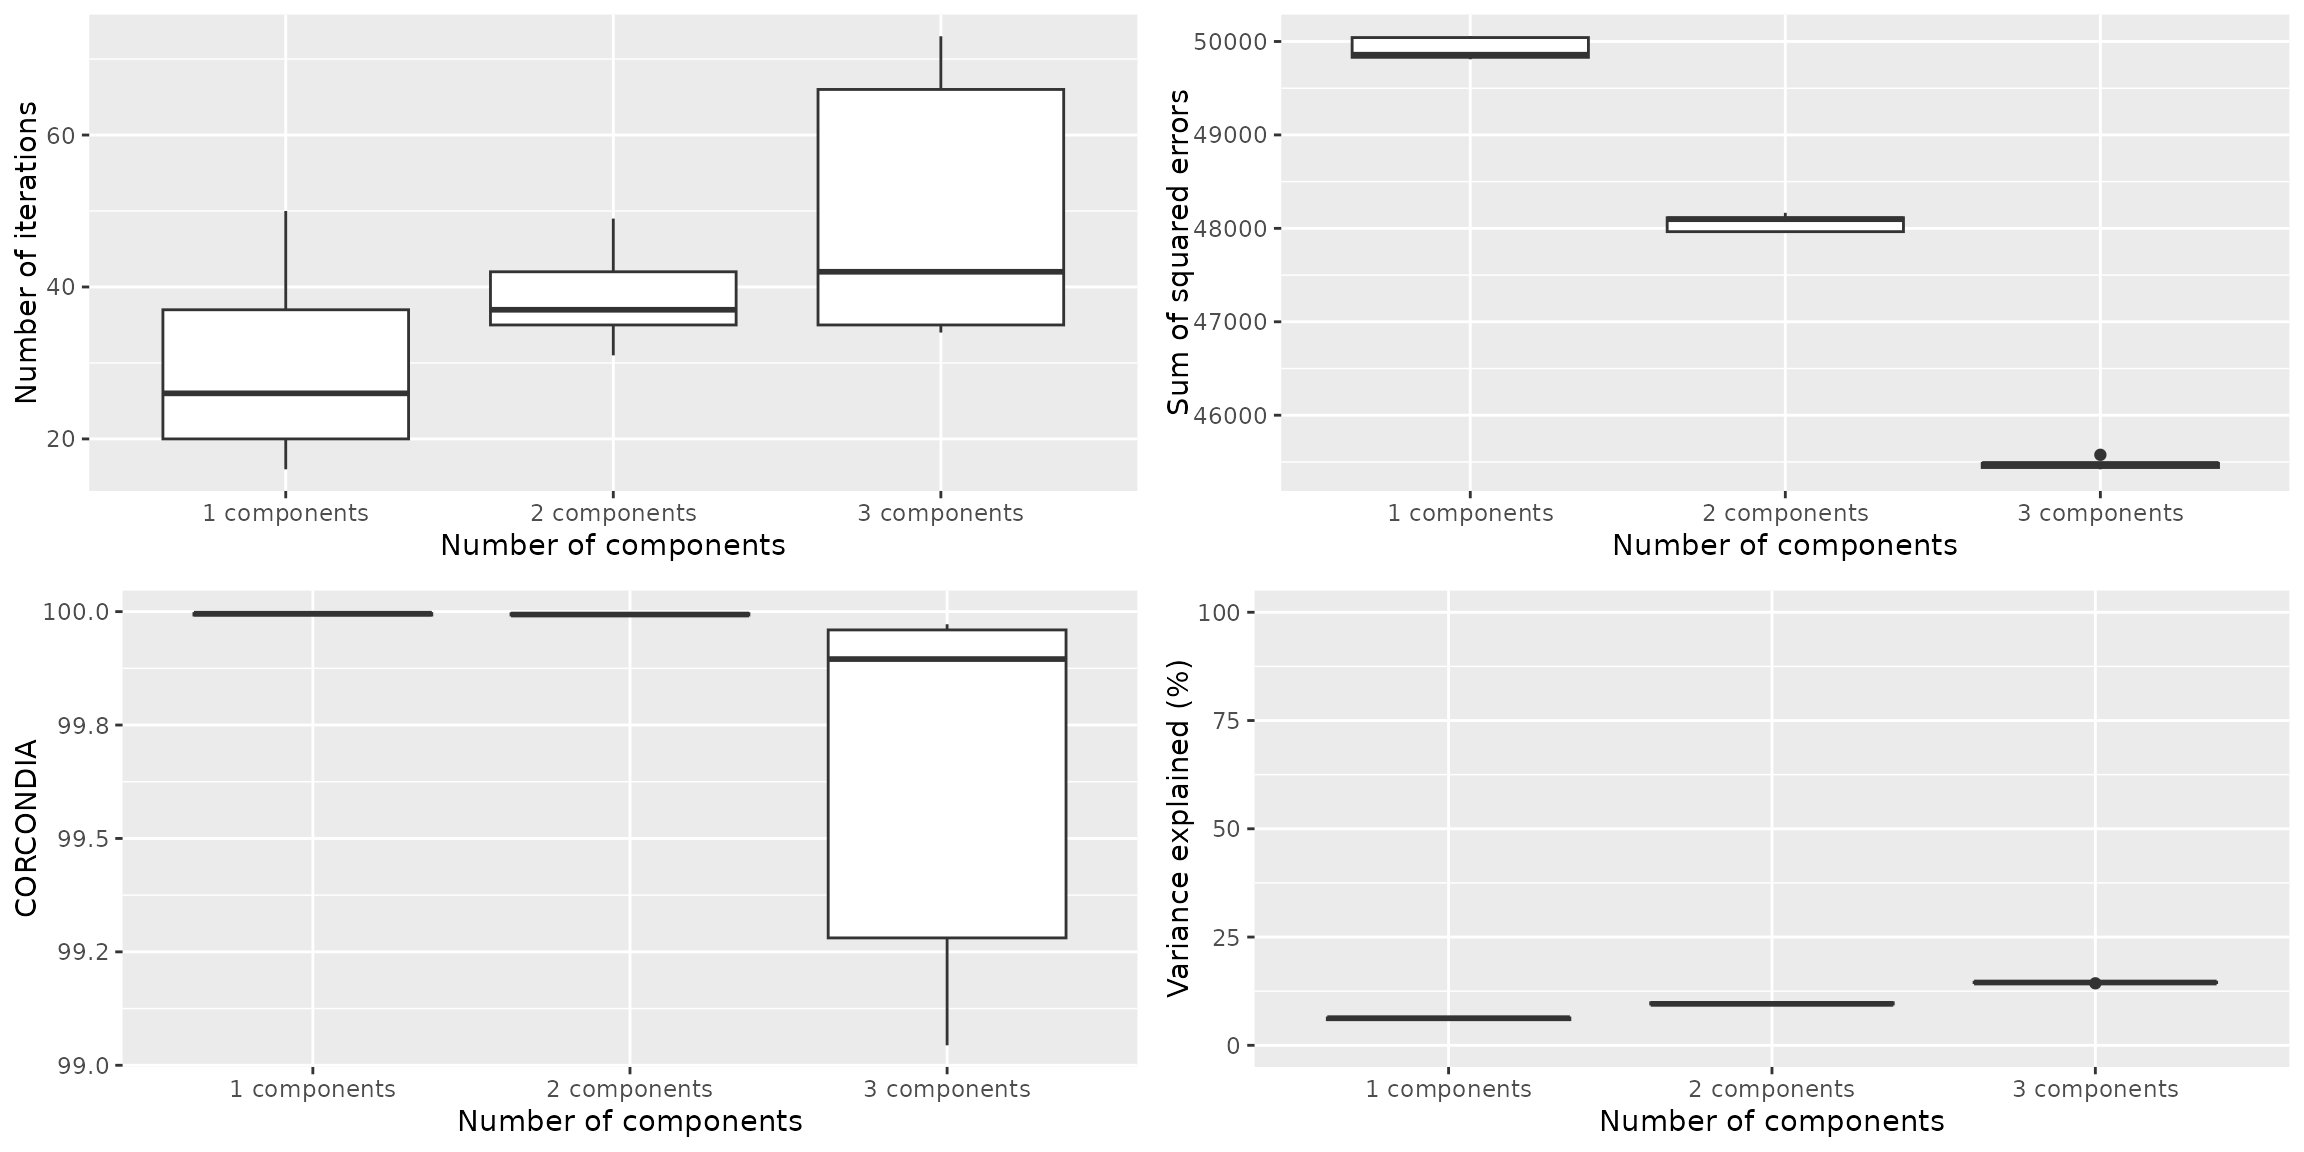 Number of iterations
60
40
20
1 components
2 components
3 components
Number of components
Sum of squared errors
50000
49000
48000
47000
46000
1 components
2 components
3 components
Number of components
CORCONDIA
100.0
99.8
99.5
99.2
99.0
1 components
2 components
3 components
Number of components
Variance explained (%)
100
75
50
25
0
1 components
2 components
3 components
Number of components